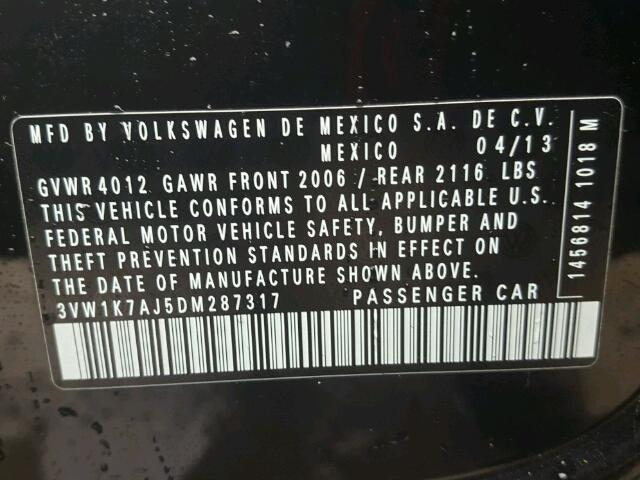 MFD BY VOLKSWAGEN DE MEXICO S.A. DE C.V.
MEXICO 04/13
GVWR 4012 GAWR FRONT 2006 / REAR 2116 LBS
THIS VEHICLE CONFORMS TO ALL APPLICABLE U.S.
FEDERAL MOTOR VEHICLE SAFETY, BUMPER AND
THEFT PREVENTION STANDARDS IN EFFECT ON
THE DATE OF MANUFACTURE SHOWN ABOVE.
3VW1K7AJ5DM287317 PASSENGER CAR
1456814 1018 M